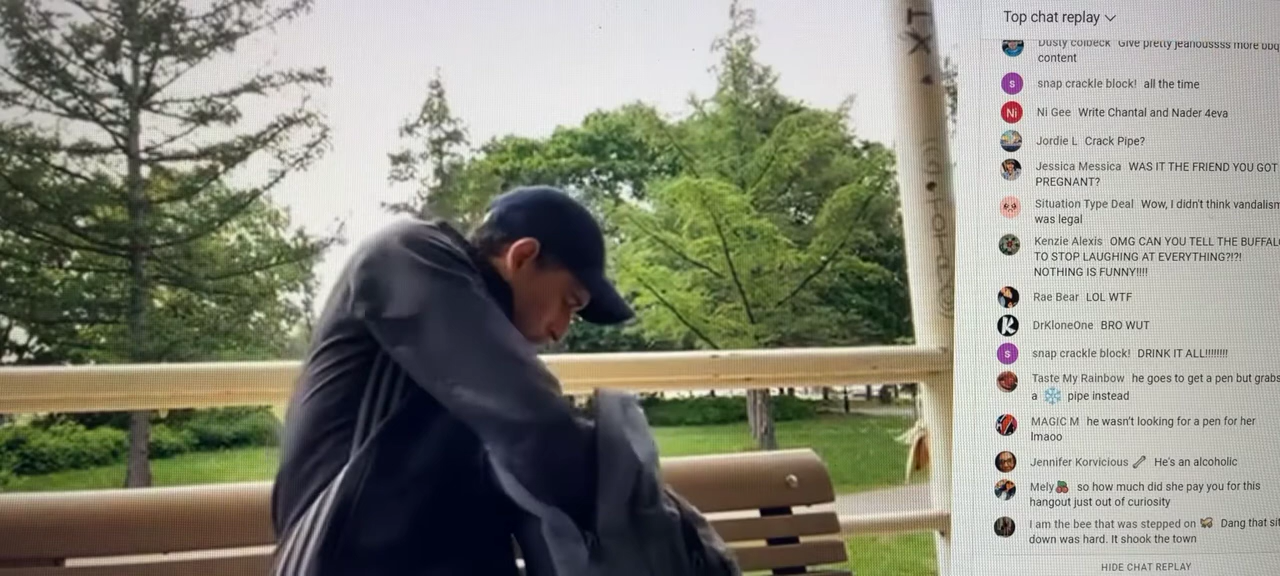 Top chat replay
Dusty colbeck Give pretty jeanoussss more bbq
content
S snap crackle block! all the time
Ni Ni Gee Write Chantal and Nader 4eva
Jordie L Crack Pipe?
Jessica Messica WAS IT THE FRIEND YOU GOT
PREGNANT?
Situation Type Deal Wow, I didn't think vandalism
was legal
Kenzie Alexis OMG CAN YOU TELL THE BUFFALO
TO STOP LAUGHING AT EVERYTHING?!?!
NOTHING IS FUNNY!!!!
Rae Bear LOL WTF
K DrKloneOne BRO WUT
S snap crackle block! DRINK IT ALL!!!!!!!!
Taste My Rainbow he goes to get a pen but grabs
a ❄️ pipe instead
MAGIC M he wasn't looking for a pen for her
lmaoo
Jennifer Korvicious He's an alcoholic
Mely🍒 so how much did she pay you for this
hangout just out of curiosity
I am the bee that was stepped on Dang that sit
down was hard. It shook the town
HIDE CHAT REPLAY